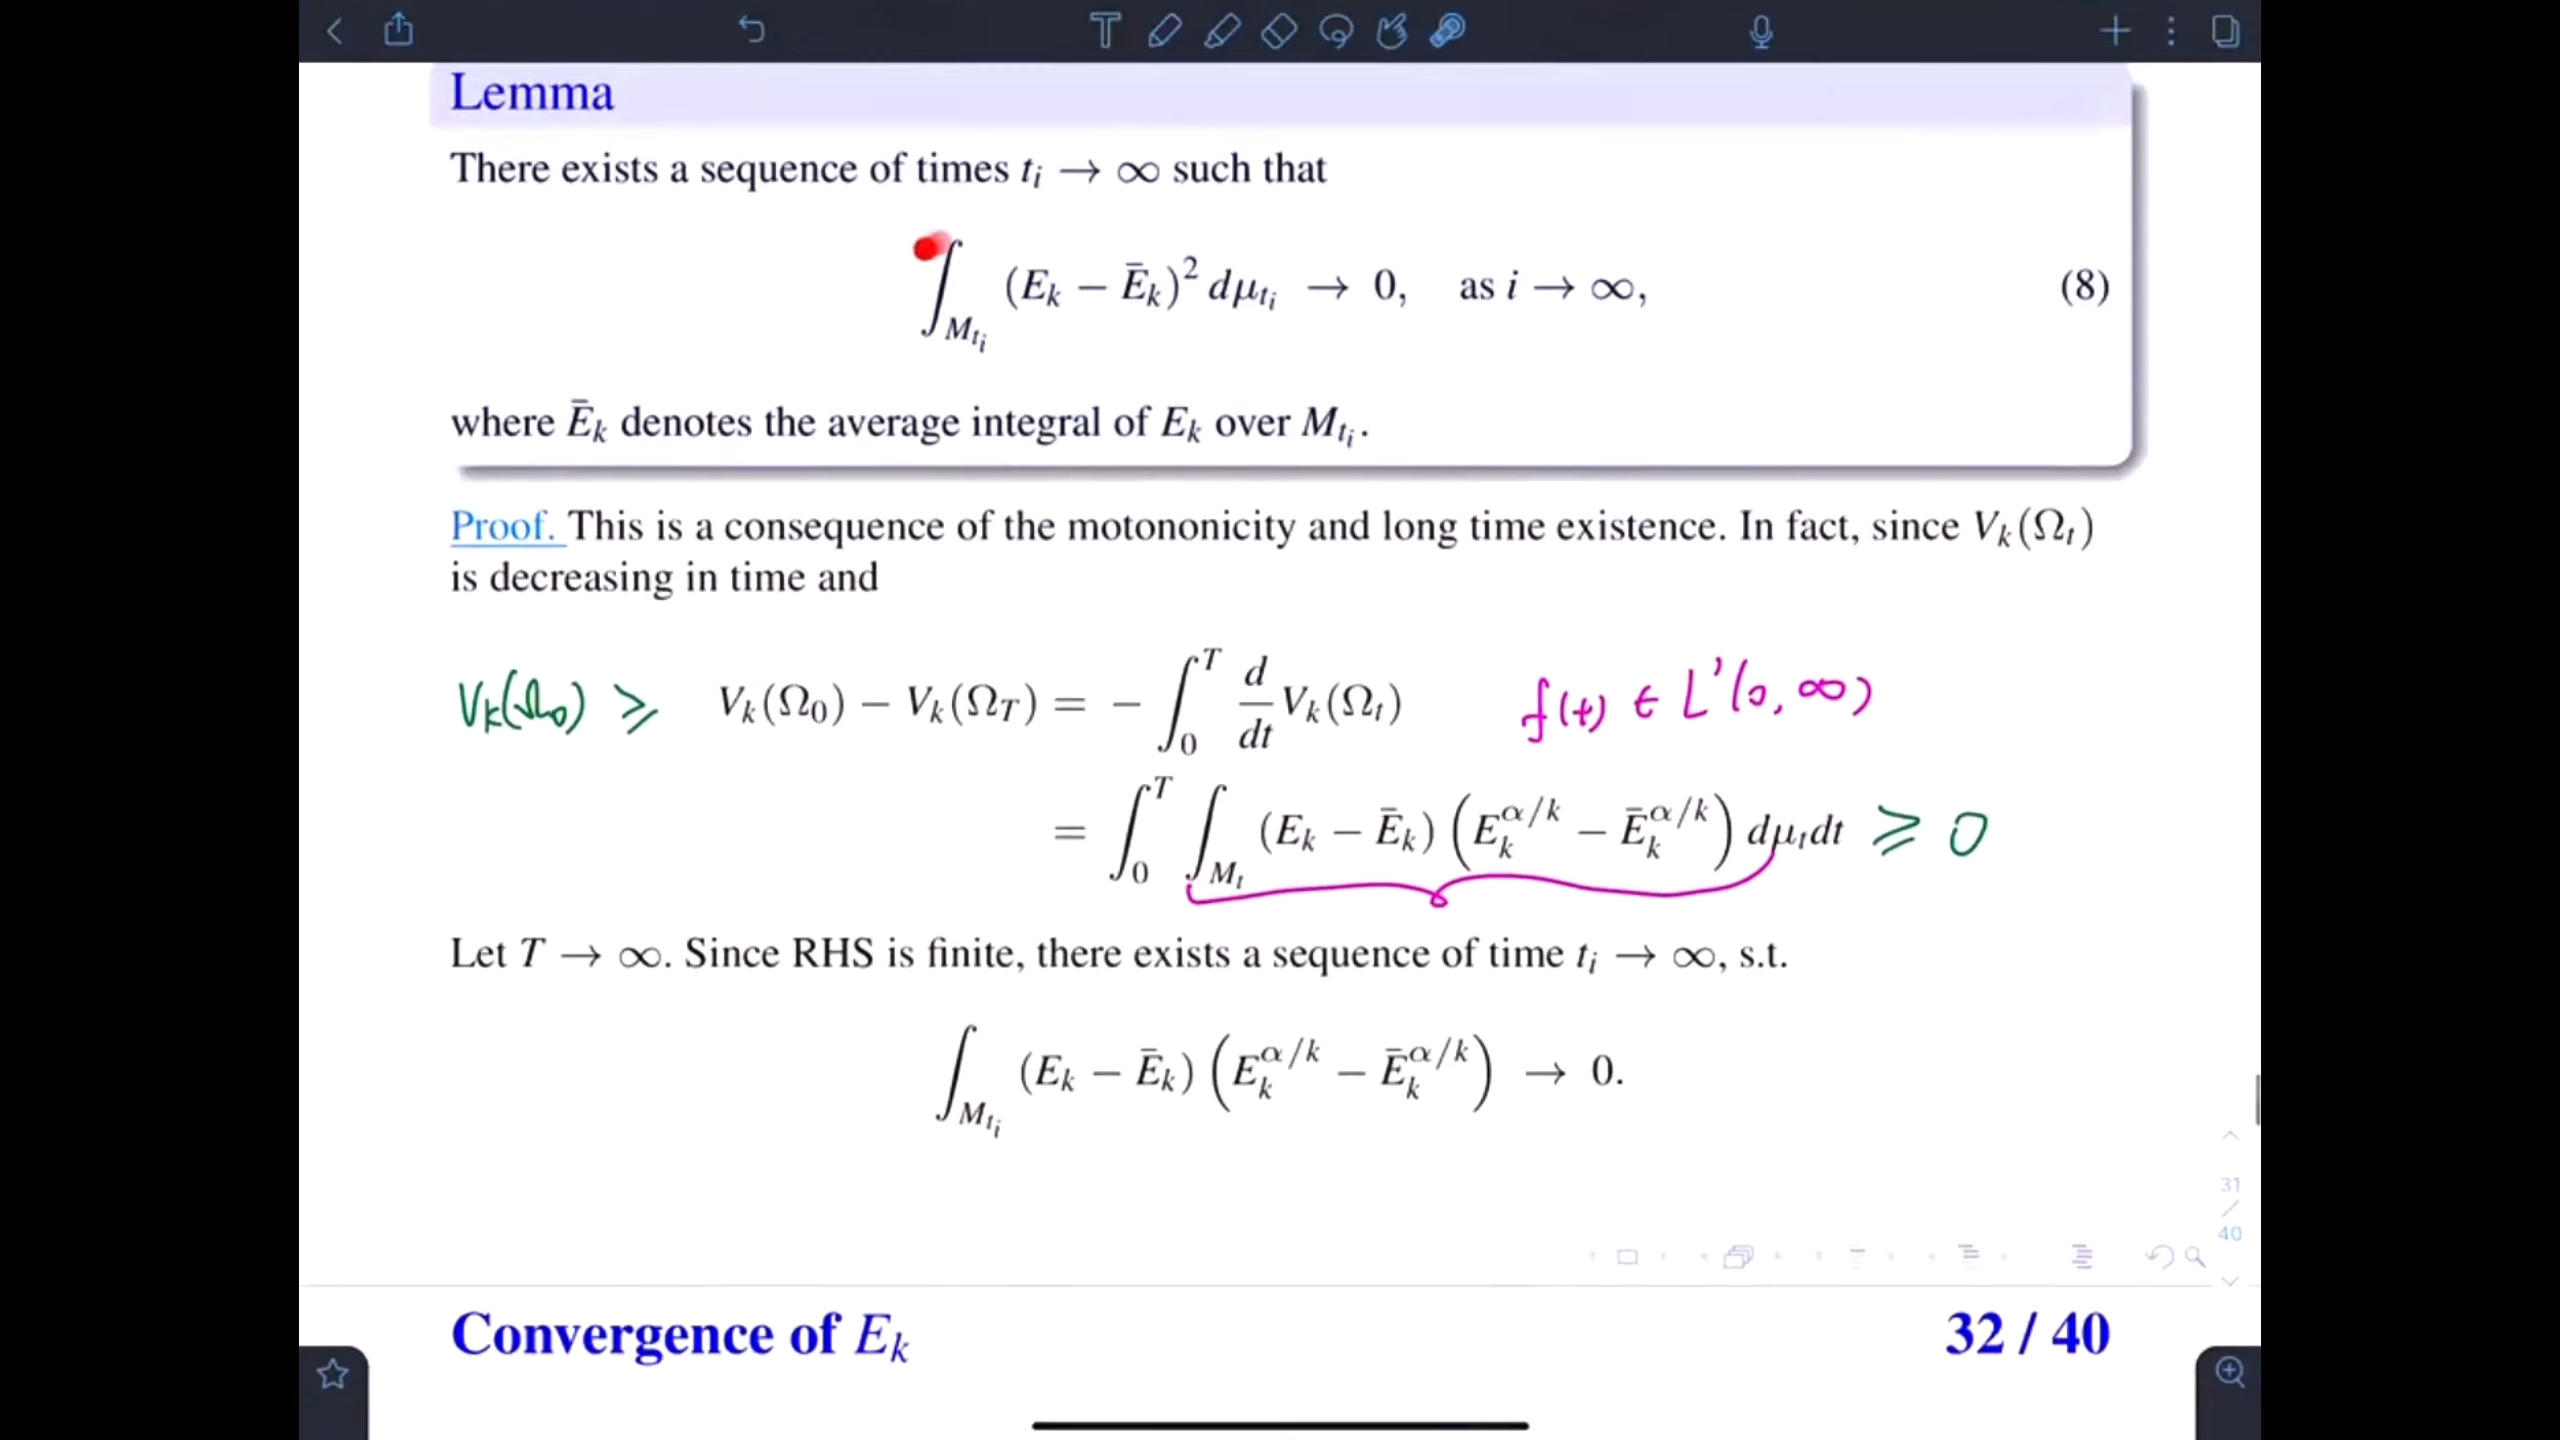 Lemma
There exists a sequence of times tᵢ → ∞ such that
∫_{M_{t_i}} (E_k − Ē_k)² dμ_{t_i} → 0, as i → ∞, (8)
where Ē_k denotes the average integral of E_k over M_{t_i}.
Proof. This is a consequence of the motononicity and long time existence. In fact, since V_k(Ω_t)
is decreasing in time and
V_k(Ω_0) ⩾ V_k(Ω_0) − V_k(Ω_T) = − ∫_0^T d/dt V_k(Ω_t) f(t) ∈ L¹(0, ∞)
= ∫_0^T ∫_{M_t} (E_k − Ē_k) (E_k^{α/k} − Ē_k^{α/k}) dμ_t dt ⩾ 0
Let T → ∞. Since RHS is finite, there exists a sequence of time t_i → ∞, s.t.
∫_{M_{t_i}} (E_k − Ē_k) (E_k^{α/k} − Ē_k^{α/k}) → 0.
31
/
40
Convergence of E_k 32 / 40